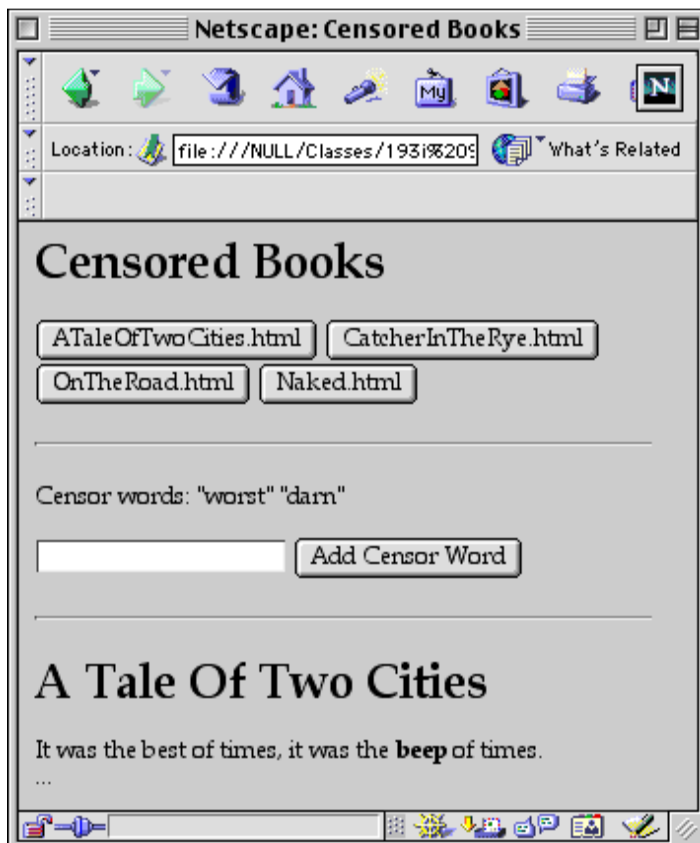 Netscape: Censored Books
My
N
Location: file:///NULL/Classes/193i%209 What's Related
Censored Books
ATaleOfTwoCities.html CatcherInTheRye.html
OnTheRoad.html Naked.html
Censor words: "worst" "darn"
Add Censor Word
A Tale Of Two Cities
It was the best of times, it was the beep of times.
...